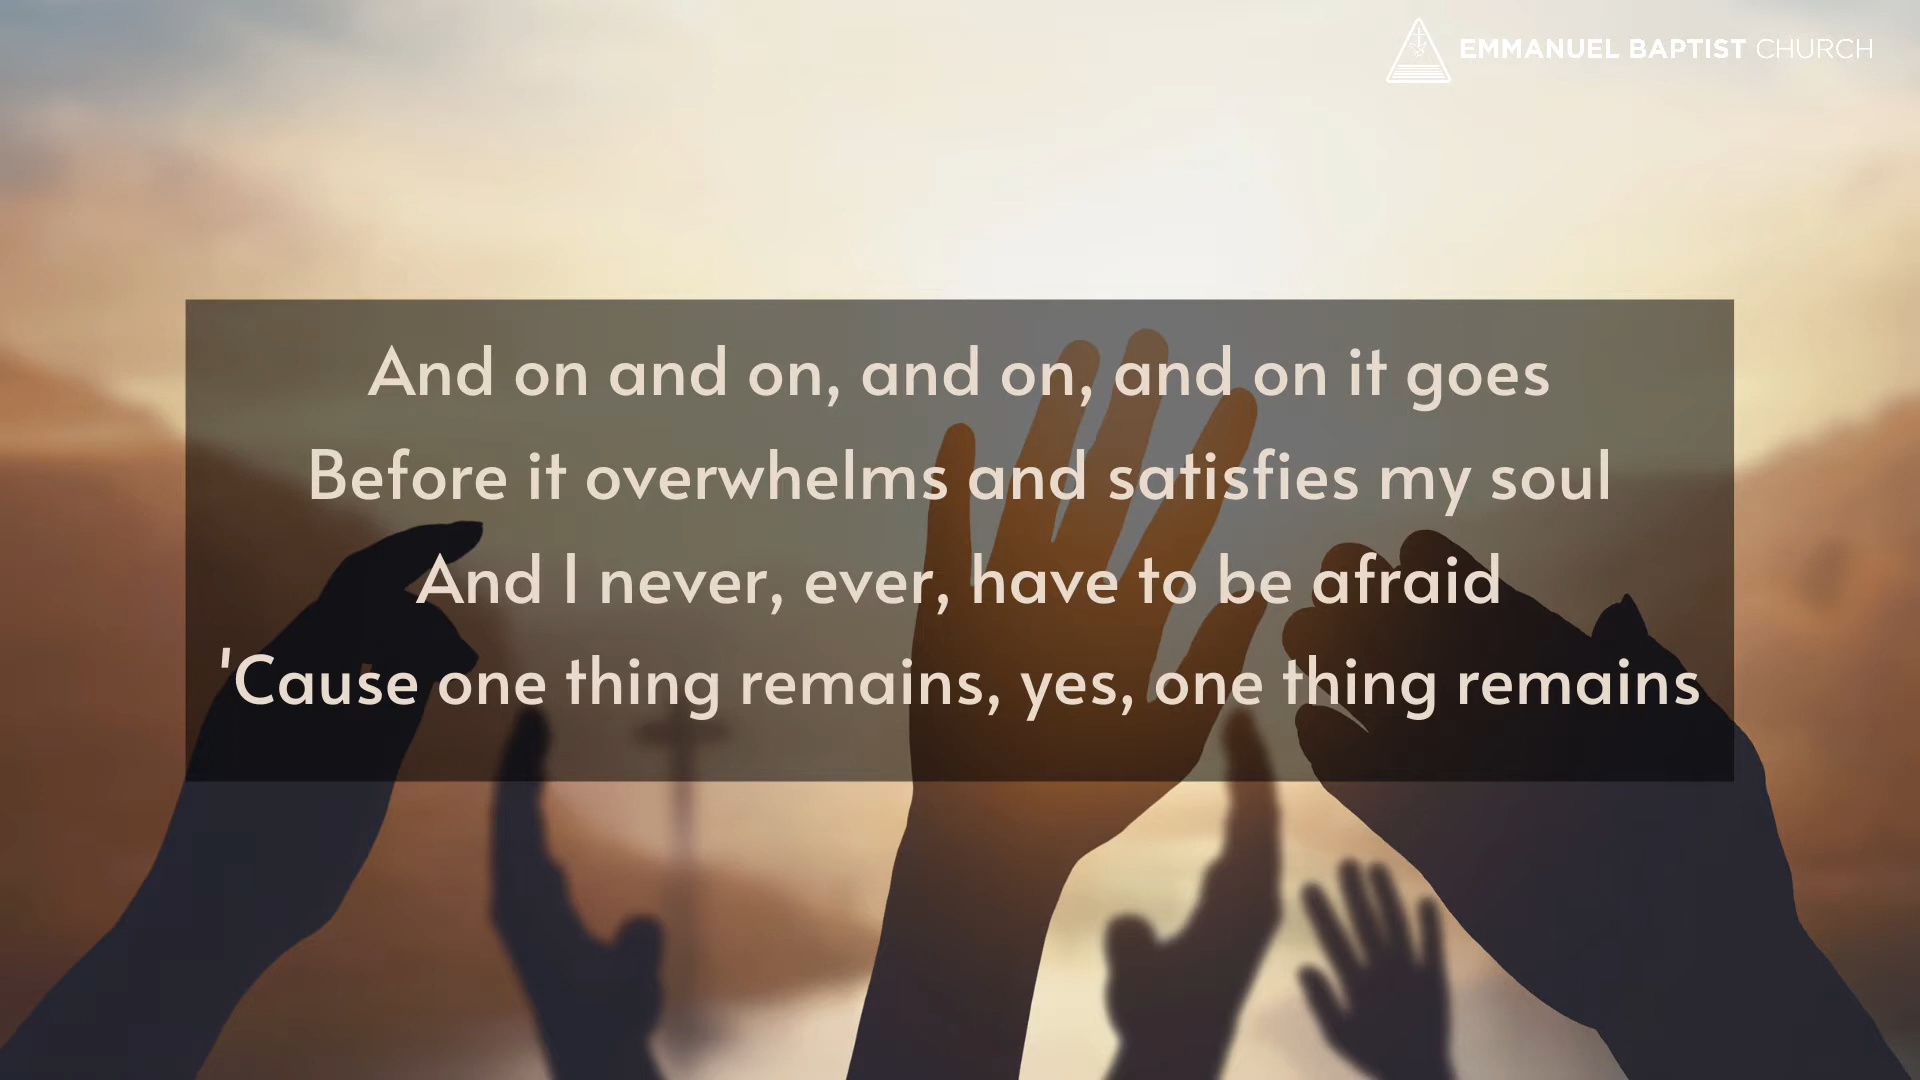 EMMANUEL BAPTIST CHURCH
And on and on, and on, and on it goes
Before it overwhelms and satisfies my soul
And I never, ever, have to be afraid
'Cause one thing remains, yes, one thing remains